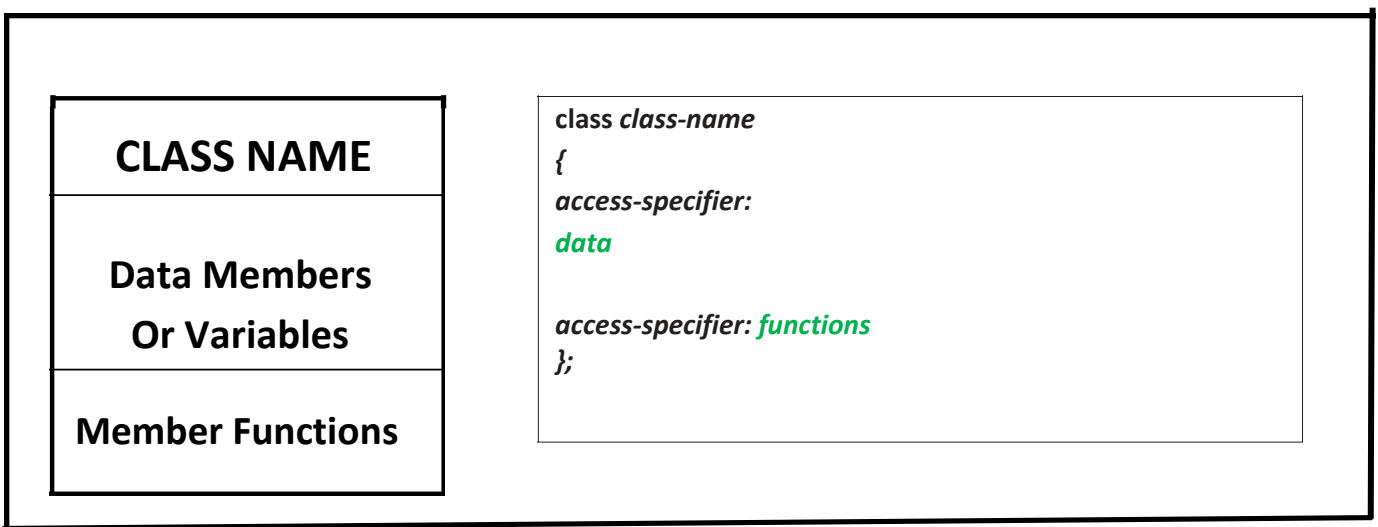 CLASS NAME
Data Members
Or Variables
Member Functions
class class-name
{
access-specifier:
data
access-specifier: functions
};